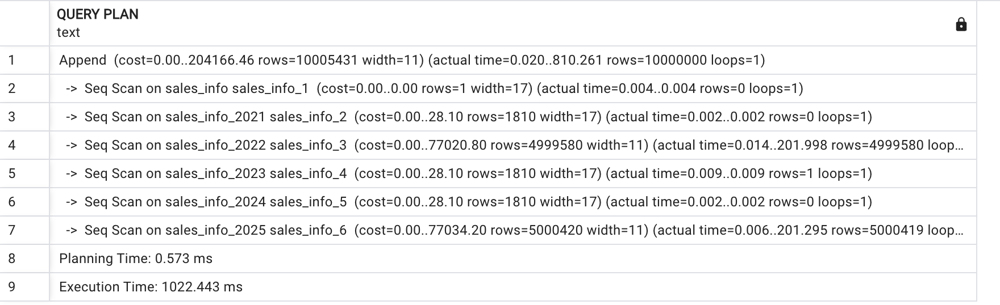 QUERY PLAN
text
1 Append (cost=0.00..204166.46 rows=10005431 width=11) (actual time=0.020..810.261 rows=10000000 loops=1)
2 -> Seq Scan on sales_info sales_info_1 (cost=0.00..0.00 rows=1 width=17) (actual time=0.004..0.004 rows=0 loops=1)
3 -> Seq Scan on sales_info_2021 sales_info_2 (cost=0.00..28.10 rows=1810 width=17) (actual time=0.002..0.002 rows=0 loops=1)
4 -> Seq Scan on sales_info_2022 sales_info_3 (cost=0.00..77020.80 rows=4999580 width=11) (actual time=0.014..201.998 rows=4999580 loop...
5 -> Seq Scan on sales_info_2023 sales_info_4 (cost=0.00..28.10 rows=1810 width=17) (actual time=0.009..0.009 rows=1 loops=1)
6 -> Seq Scan on sales_info_2024 sales_info_5 (cost=0.00..28.10 rows=1810 width=17) (actual time=0.002..0.002 rows=0 loops=1)
7 -> Seq Scan on sales_info_2025 sales_info_6 (cost=0.00..77034.20 rows=5000420 width=11) (actual time=0.006..201.295 rows=5000419 loop...
8 Planning Time: 0.573 ms
9 Execution Time: 1022.443 ms